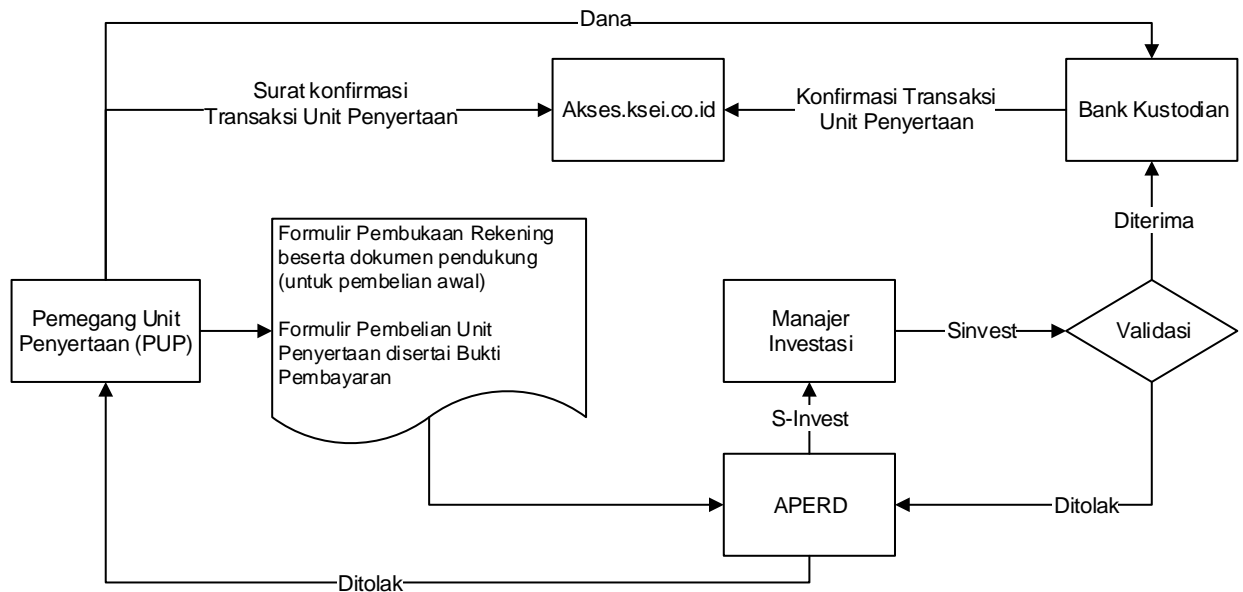 Dana
Surat konfirmasi
Transaksi Unit Penyertaan
Akses.ksei.co.id
Konfirmasi Transaksi
Unit Penyertaan
Bank Kustodian
Diterima
Formulir Pembukaan Rekening
beserta dokumen pendukung
(untuk pembelian awal)
Formulir Pembelian Unit
Penyertaan disertai Bukti
Pembayaran
Pemegang Unit
Penyertaan (PUP)
Manajer
Investasi
Sinvest
Validasi
S-Invest
APERD
Ditolak
Ditolak